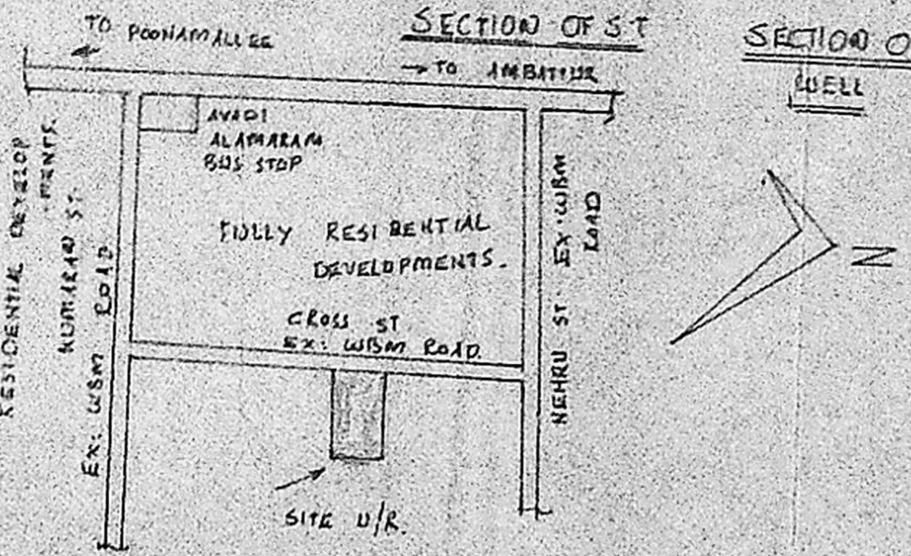 TO POONAMALLEE
SECTION OF S T
SECTION O
WELL
→ TO AMBATTUR
AVADI
ALAMARAM
BUS STOP
RESIDENTIAL DEVELOP
-MENTS.
KUMARAN ST.
EX: WBM ROAD
FULLY RESIDENTIAL
DEVELOPMENTS.
NEHRU ST EX: WBM
ROAD
CROSS ST
EX: WBM ROAD.
N
SITE U/R.